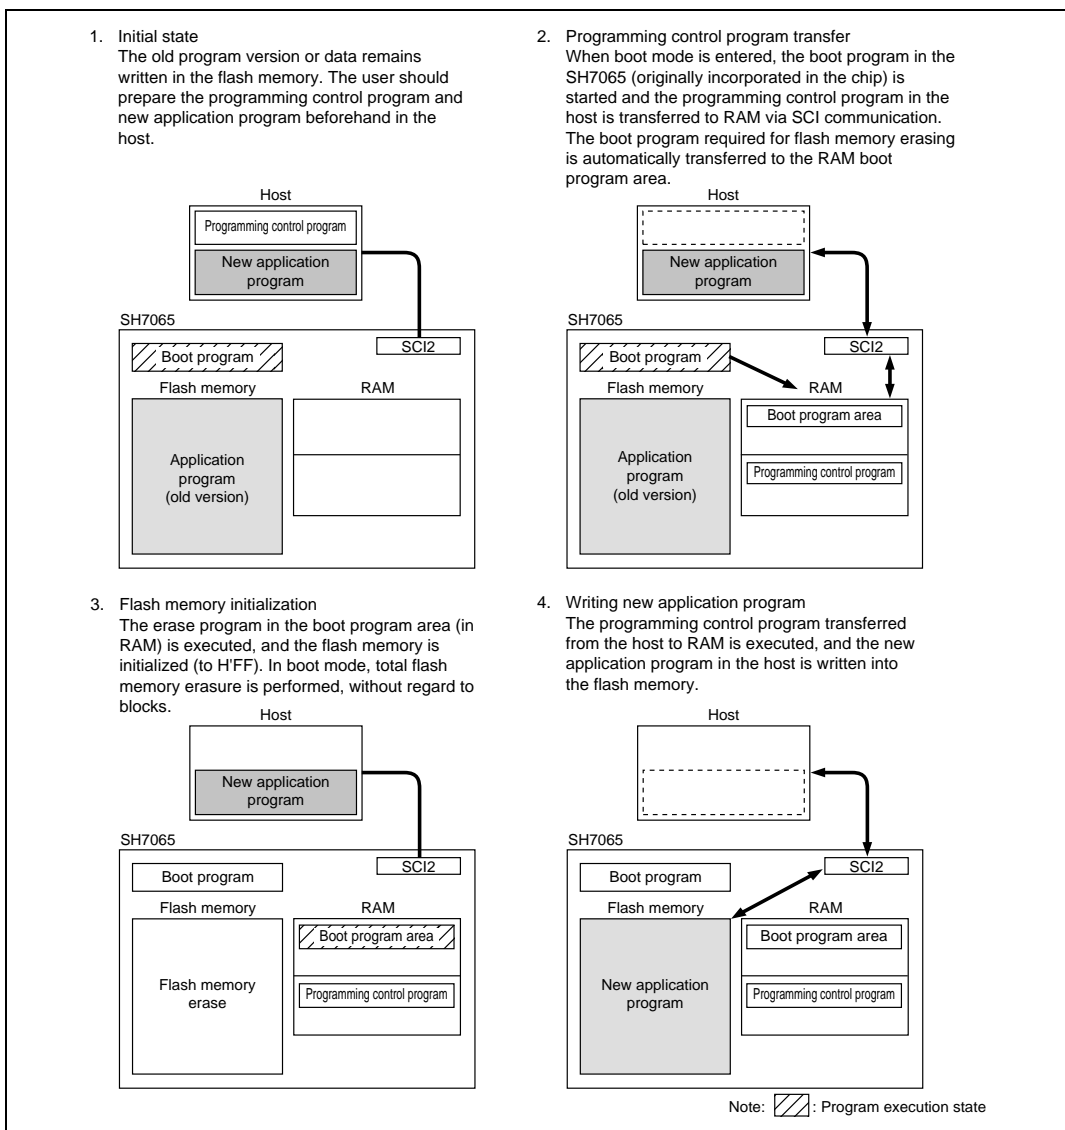 1. Initial state
The old program version or data remains
written in the flash memory. The user should
prepare the programming control program and
new application program beforehand in the
host.
Host
Programming control program
New application
program
SH7065
SCI2
Boot program
Flash memory
RAM
Application
program
(old version)
2. Programming control program transfer
When boot mode is entered, the boot program in the
SH7065 (originally incorporated in the chip) is
started and the programming control program in the
host is transferred to RAM via SCI communication.
The boot program required for flash memory erasing
is automatically transferred to the RAM boot
program area.
Host
New application
program
SH7065
SCI2
Boot program
Flash memory
RAM
Boot program area
Application
program
(old version)
Programming control program
3. Flash memory initialization
The erase program in the boot program area (in
RAM) is executed, and the flash memory is
initialized (to H'FF). In boot mode, total flash
memory erasure is performed, without regard to
blocks.
Host
New application
program
SH7065
SCI2
Boot program
Flash memory
RAM
Boot program area
Flash memory
erase
Programming control program
4. Writing new application program
The programming control program transferred
from the host to RAM is executed, and the new
application program in the host is written into
the flash memory.
Host
SH7065
SCI2
Boot program
Flash memory
RAM
Boot program area
New application
program
Programming control program
Note: : Program execution state